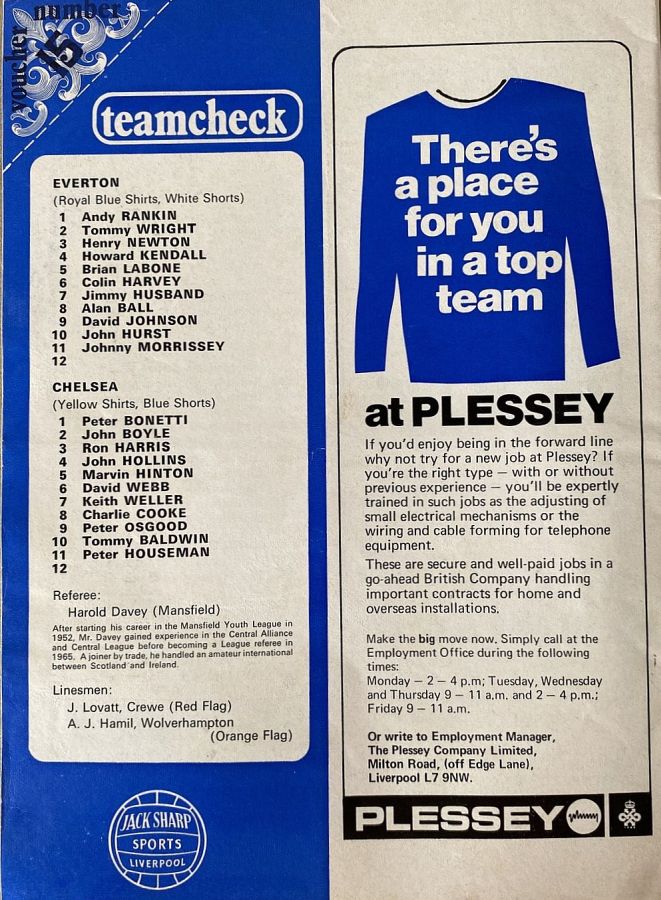 voucher number
15
teamcheck
EVERTON
(Royal Blue Shirts, White Shorts)
1 Andy RANKIN
2 Tommy WRIGHT
3 Henry NEWTON
4 Howard KENDALL
5 Brian LABONE
6 Colin HARVEY
7 Jimmy HUSBAND
8 Alan BALL
9 David JOHNSON
10 John HURST
11 Johnny MORRISSEY
12
CHELSEA
(Yellow Shirts, Blue Shorts)
1 Peter BONETTI
2 John BOYLE
3 Ron HARRIS
4 John HOLLINS
5 Marvin HINTON
6 David WEBB
7 Keith WELLER
8 Charlie COOKE
9 Peter OSGOOD
10 Tommy BALDWIN
11 Peter HOUSEMAN
12
Referee:
Harold Davey (Mansfield)
After starting his career in the Mansfield Youth League in
1952, Mr. Davey gained experience in the Central Alliance
and Central League before becoming a League referee in
1965. A joiner by trade, he handled an amateur international
between Scotland and Ireland.
Linesmen:
J. Lovatt, Crewe (Red Flag)
A. J. Hamil, Wolverhampton
(Orange Flag)
JACK SHARP
SPORTS
LIVERPOOL
There's
a place
for you
in a top
team
at PLESSEY
If you'd enjoy being in the forward line
why not try for a new job at Plessey? If
you're the right type — with or without
previous experience — you'll be expertly
trained in such jobs as the adjusting of
small electrical mechanisms or the
wiring and cable forming for telephone
equipment.
These are secure and well-paid jobs in a
go-ahead British Company handling
important contracts for home and
overseas installations.
Make the big move now. Simply call at the
Employment Office during the following
times:
Monday — 2 — 4 p.m; Tuesday, Wednesday
and Thursday 9 — 11 a.m. and 2 — 4 p.m.;
Friday 9 — 11 a.m.
Or write to Employment Manager,
The Plessey Company Limited,
Milton Road, (off Edge Lane),
Liverpool L7 9NW.
PLESSEY